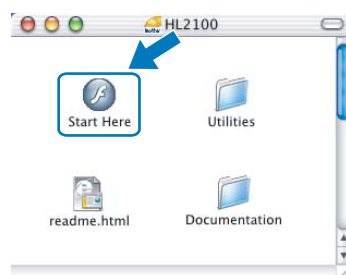 HL2100
Start Here
Utilities
readme.html
Documentation